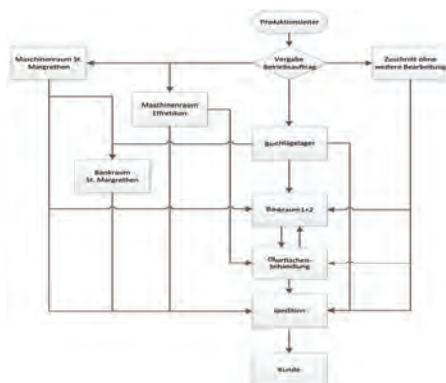 Produktionsleiter
Maschinenraum St.
Margrethen
Vergabe
Betriebsauftrag
Zuschnitt ohne
weitere Bearbeitung
Maschinenraum
Effretikon
Beschlägelager
Bankraum
St. Margrethen
Bankraum 1+2
Oberflächen-
behandlung
Spedition
Kunde